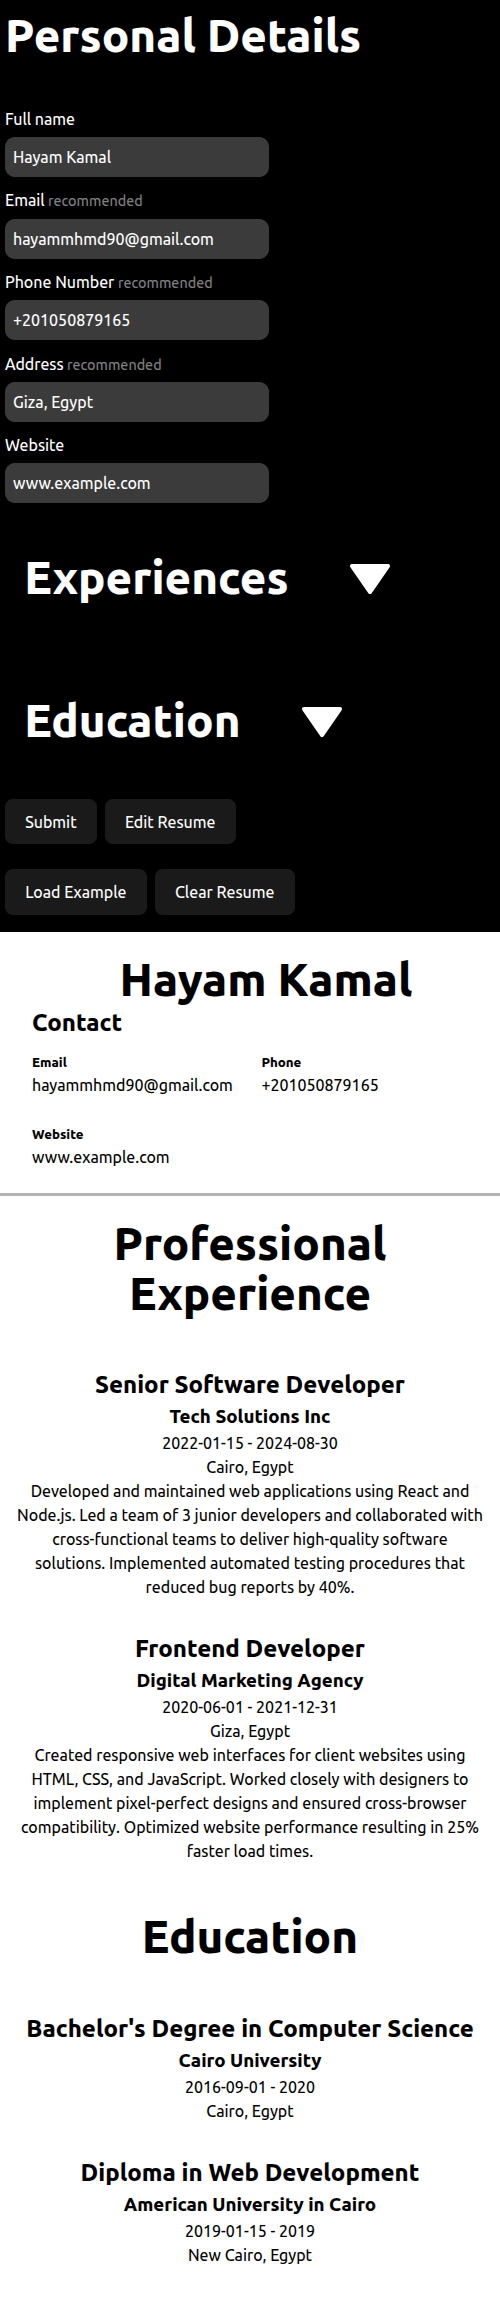 Personal Details
Full name
Hayam Kamal
Email recommended
hayammhmd90@gmail.com
Phone Number recommended
+201050879165
Address recommended
Giza, Egypt
Website
www.example.com
Experiences
Education
Submit Edit Resume
Load Example Clear Resume
Hayam Kamal
Contact
Email Phone
hayammhmd90@gmail.com +201050879165
Website
www.example.com
Professional
Experience
Senior Software Developer
Tech Solutions Inc
2022-01-15 - 2024-08-30
Cairo, Egypt
Developed and maintained web applications using React and
Node.js. Led a team of 3 junior developers and collaborated with
cross-functional teams to deliver high-quality software
solutions. Implemented automated testing procedures that
reduced bug reports by 40%.
Frontend Developer
Digital Marketing Agency
2020-06-01 - 2021-12-31
Giza, Egypt
Created responsive web interfaces for client websites using
HTML, CSS, and JavaScript. Worked closely with designers to
implement pixel-perfect designs and ensured cross-browser
compatibility. Optimized website performance resulting in 25%
faster load times.
Education
Bachelor's Degree in Computer Science
Cairo University
2016-09-01 - 2020
Cairo, Egypt
Diploma in Web Development
American University in Cairo
2019-01-15 - 2019
New Cairo, Egypt